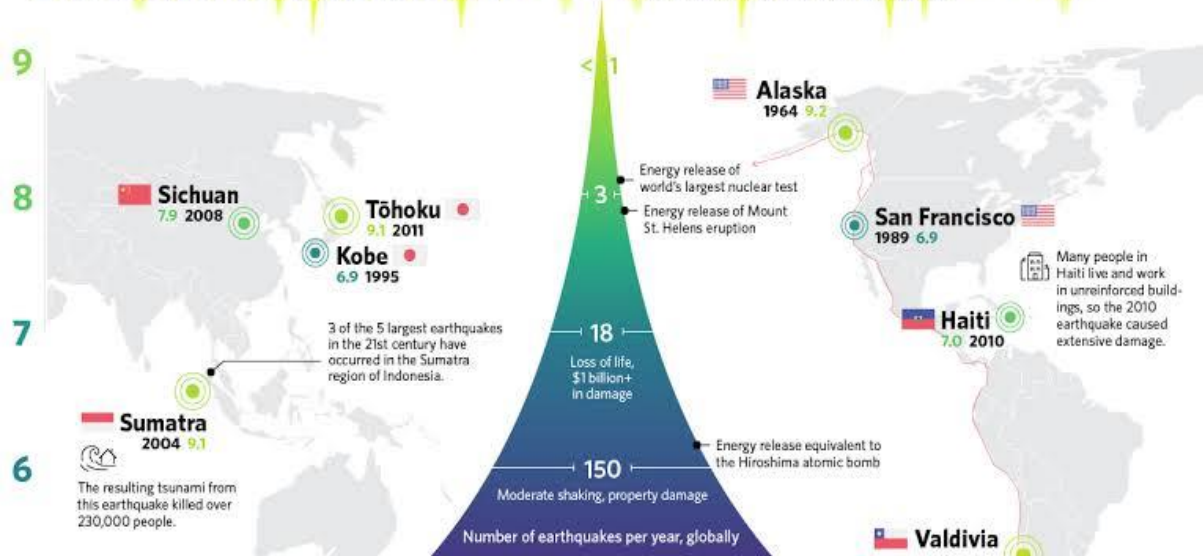 9
8
7
6
< 1
3
18
Loss of life,
$1 billion+
in damage
150
Moderate shaking, property damage
Number of earthquakes per year, globally
Sichuan
7.9 2008
Tōhoku
9.1 2011
Kobe
6.9 1995
3 of the 5 largest earthquakes
in the 21st century have
occurred in the Sumatra
region of Indonesia.
Sumatra
2004 9.1
The resulting tsunami from
this earthquake killed over
230,000 people.
Energy release of
world's largest nuclear test
Energy release of Mount
St. Helens eruption
Energy release equivalent to
the Hiroshima atomic bomb
Alaska
1964 9.2
San Francisco
1989 6.9
Many people in
Haiti live and work
in unreinforced build-
ings, so the 2010
earthquake caused
extensive damage.
Haiti
7.0 2010
Valdivia